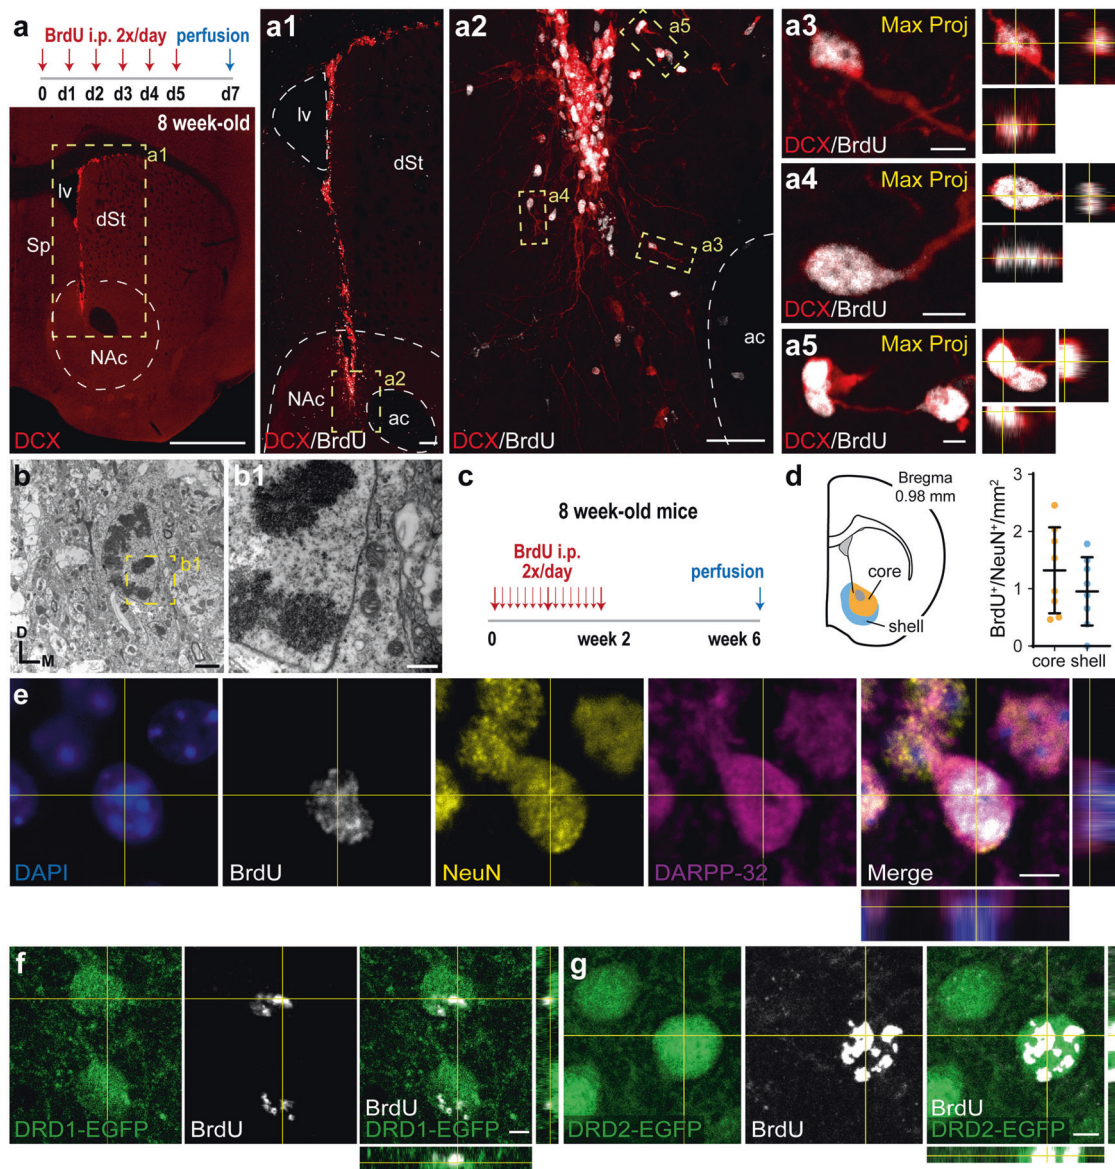 a
BrdU i.p. 2x/day perfusion
0 d1 d2 d3 d4 d5 d7
8 week-old
a1
lv
dSt
Sp
NAc
DCX
a1
lv
dSt
NAc
a2
ac
DCX/BrdU
a2
a5
a4
a3
ac
a3
Max Proj
DCX/BrdU
a4
Max Proj
DCX/BrdU
a5
Max Proj
DCX/BrdU
b
b1
D
M
b1
c
8 week-old mice
BrdU i.p.
2x/day
perfusion
0 week 2 week 6
d
Bregma
0.98 mm
core
shell
BrdU+/NeuN+/mm2
3
2
1
0
core shell
e
DAPI
BrdU
NeuN
DARPP-32
Merge
f
DRD1-EGFP
BrdU
BrdU
DRD1-EGFP
g
DRD2-EGFP
BrdU
BrdU
DRD2-EGFP